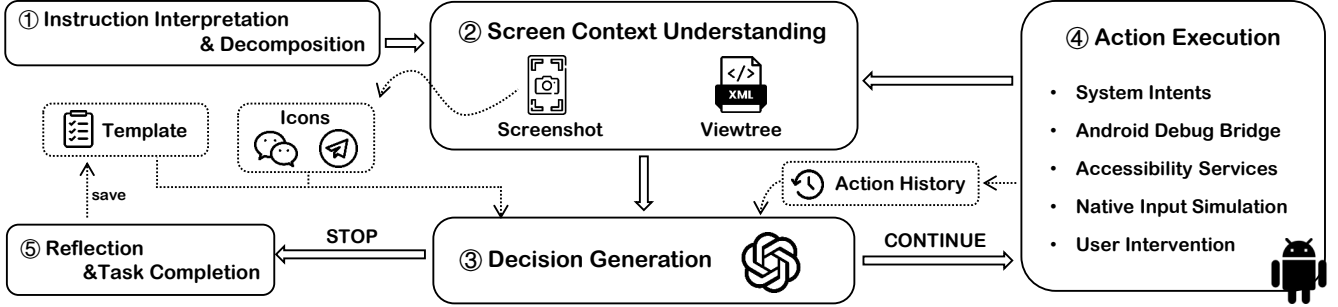 ① Instruction Interpretation
& Decomposition
② Screen Context Understanding
</>
XML
Screenshot
Viewtree
④ Action Execution
• System Intents
• Android Debug Bridge
• Accessibility Services
• Native Input Simulation
• User Intervention
Template
Icons
save
Action History
⑤ Reflection
&Task Completion
STOP
③ Decision Generation
CONTINUE